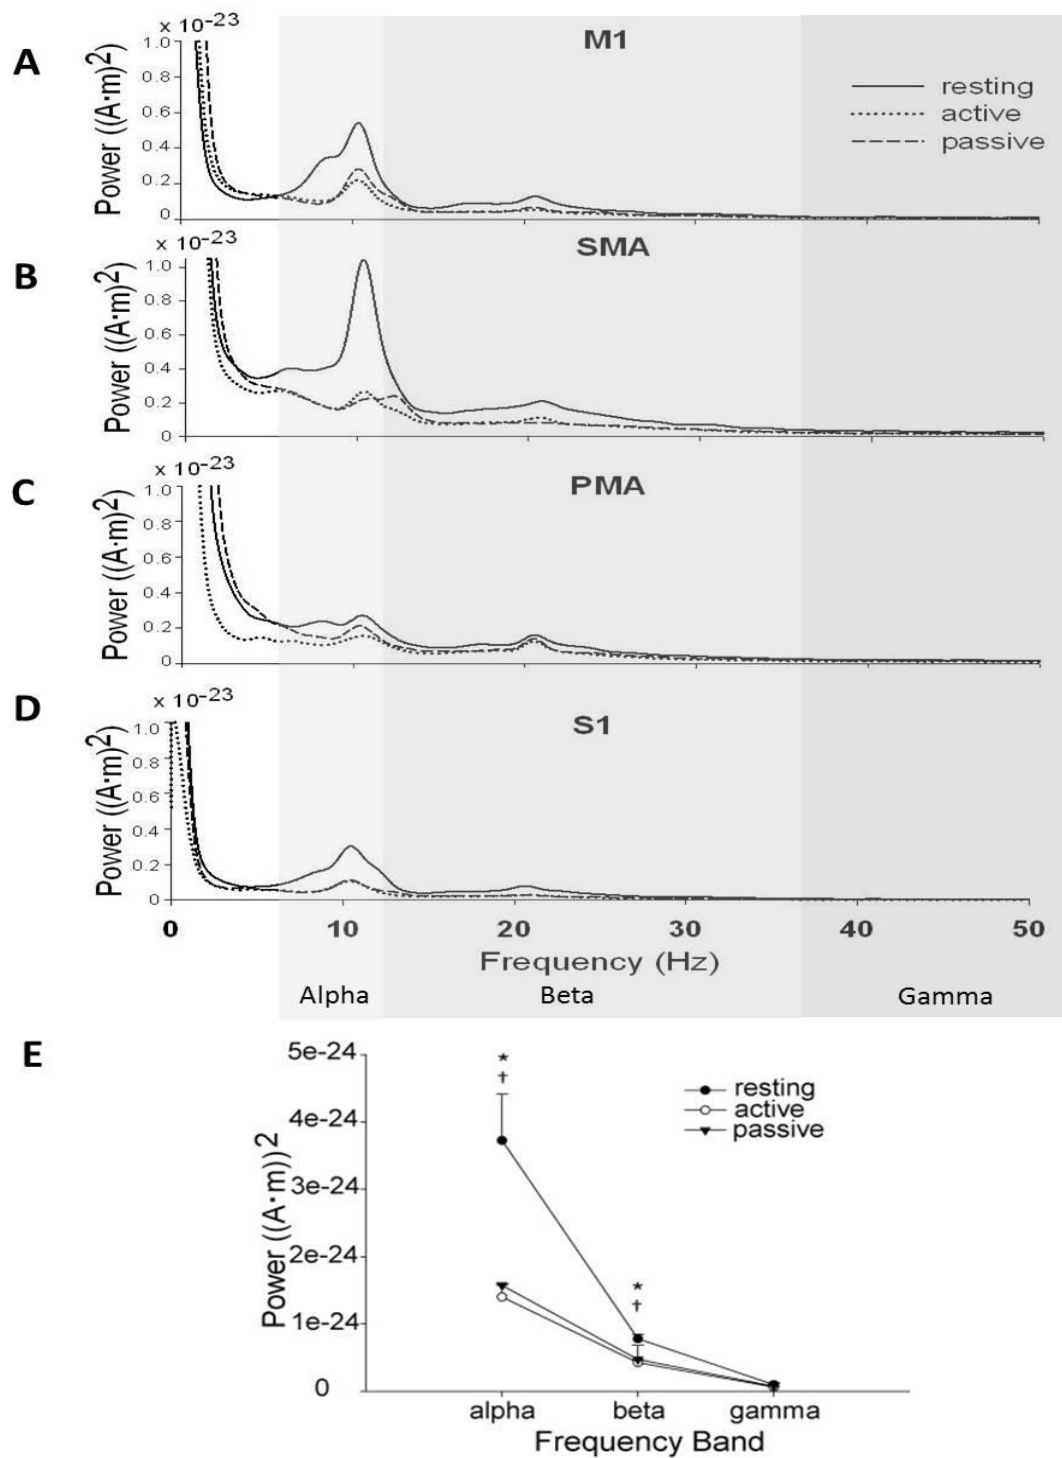 A
x 10-23
M1
Power ((A·m)2)
1.0
0.8
0.6
0.4
0.2
0
resting
active
passive
B
x 10-23
SMA
Power ((A·m)2)
1.0
0.8
0.6
0.4
0.2
0
C
x 10-23
PMA
Power ((A·m)2)
1.0
0.8
0.6
0.4
0.2
0
D
x 10-23
S1
Power ((A·m)2)
1.0
0.8
0.6
0.4
0.2
0
0 10 20 30 40 50
Frequency (Hz)
Alpha Beta Gamma
E
Power ((A·m))2
5e-24
4e-24
3e-24
2e-24
1e-24
0
*
†
*
†
resting
active
passive
alpha beta gamma
Frequency Band